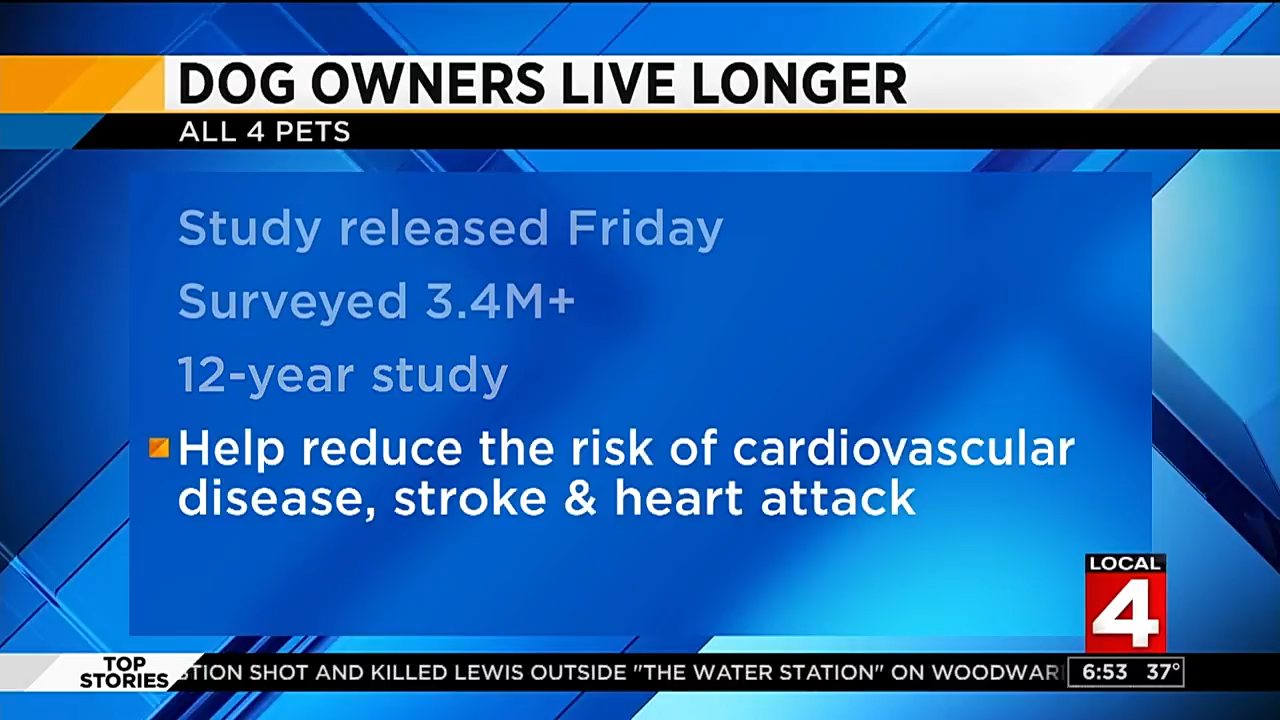 DOG OWNERS LIVE LONGER
ALL 4 PETS
Study released Friday
Surveyed 3.4M+
12-year study
Help reduce the risk of cardiovascular
disease, stroke & heart attack
LOCAL
4
TOP
STORIES
SHOT AND KILLED LEWIS OUTSIDE "THE WATER STATION" ON
6:53 37°